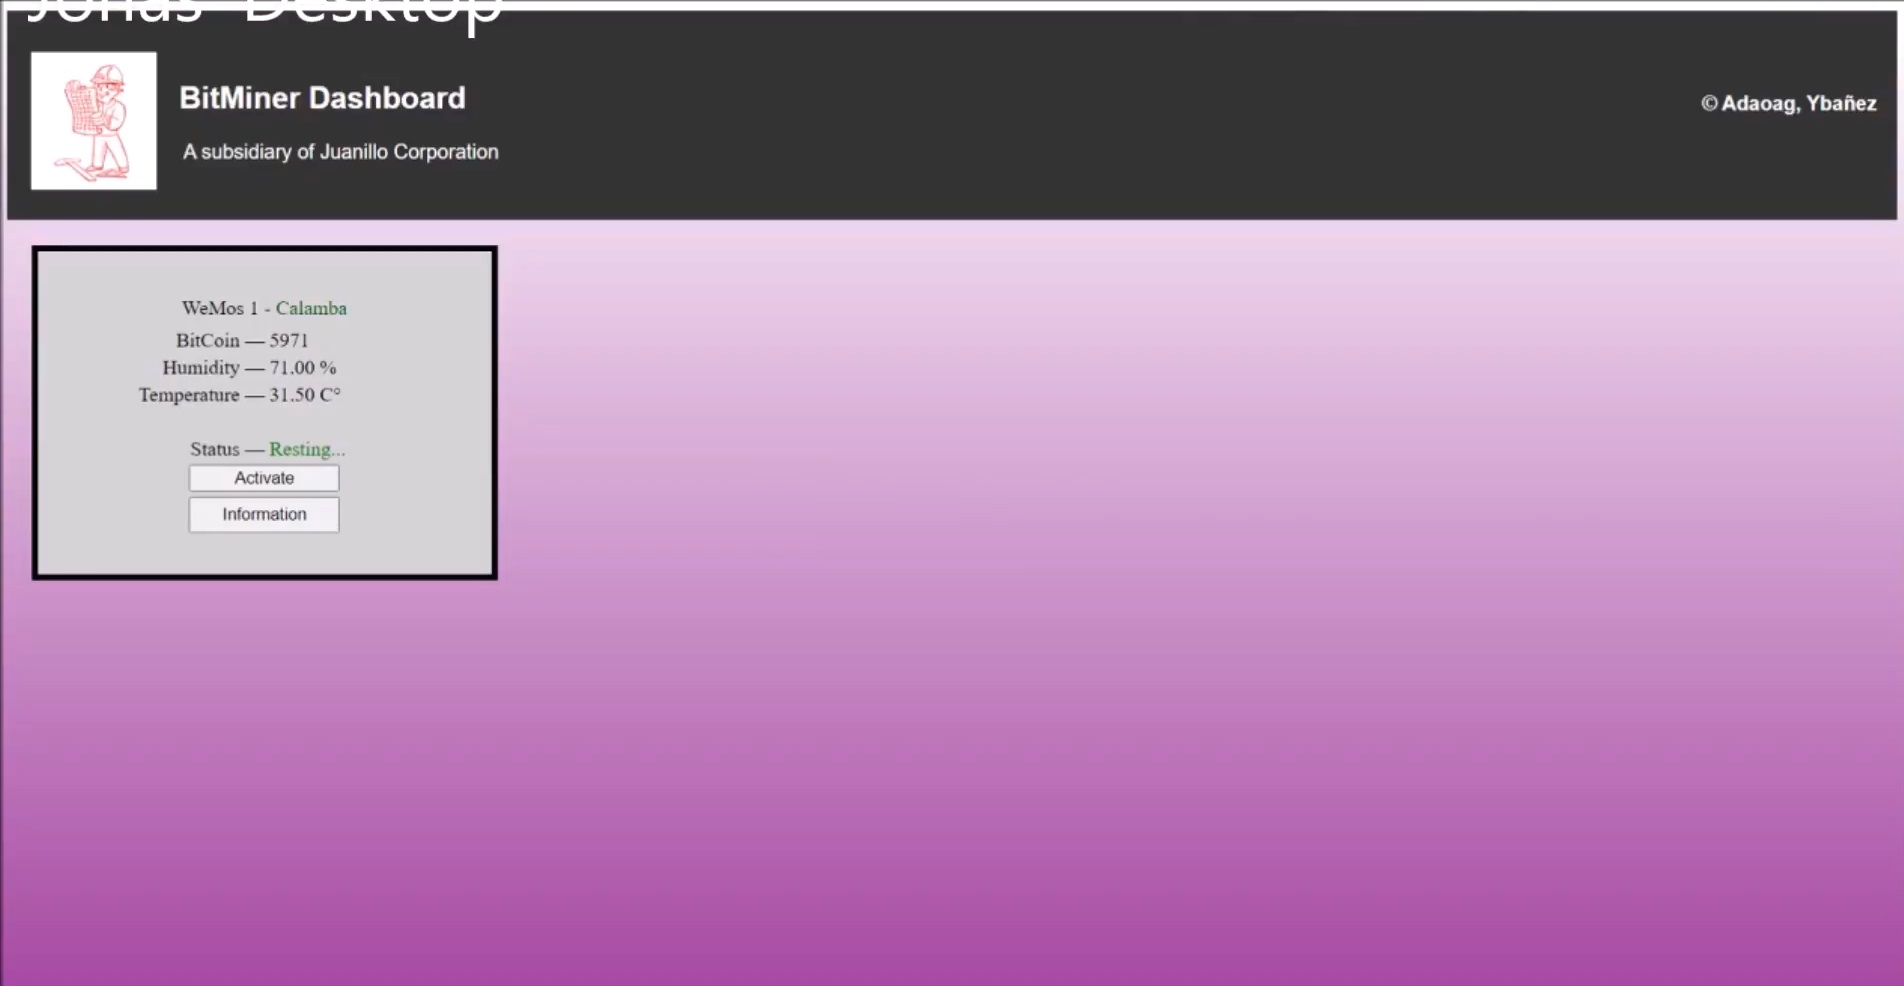 Jonas' Desktop
BitMiner Dashboard
© Adaoag, Ybañez
A subsidiary of Juanillo Corporation
WeMos 1 - Calamba
BitCoin — 5971
Humidity — 71.00 %
Temperature — 31.50 C°
Status — Resting...
Activate
Information